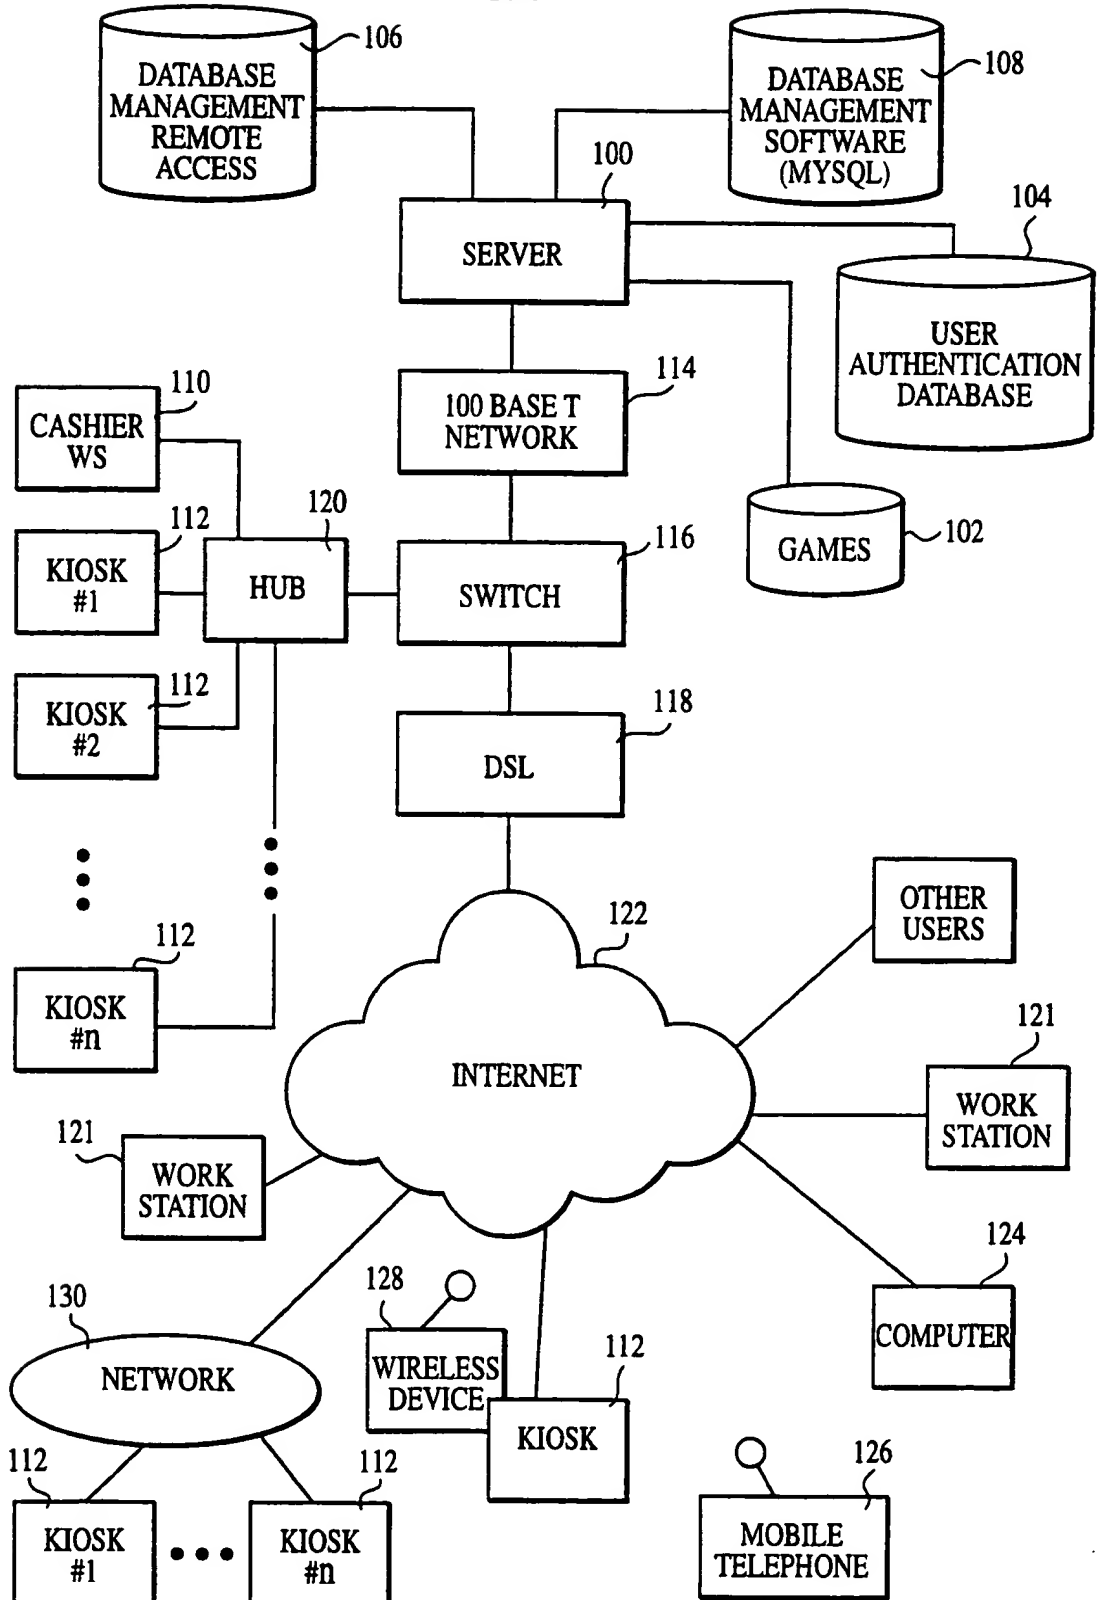 106
DATABASE
MANAGEMENT
REMOTE
ACCESS
DATABASE
MANAGEMENT
SOFTWARE
(MYSQL)
108
100
SERVER
104
USER
AUTHENTICATION
DATABASE
110
CASHIER
WS
114
100 BASE T
NETWORK
112
KIOSK
#1
120
HUB
116
SWITCH
GAMES
102
112
KIOSK
#2
118
DSL
112
KIOSK
#n
122
INTERNET
OTHER
USERS
121
WORK
STATION
121
WORK
STATION
124
COMPUTER
130
NETWORK
128
WIRELESS
DEVICE
112
KIOSK
112
KIOSK
#1
112
KIOSK
#n
126
MOBILE
TELEPHONE